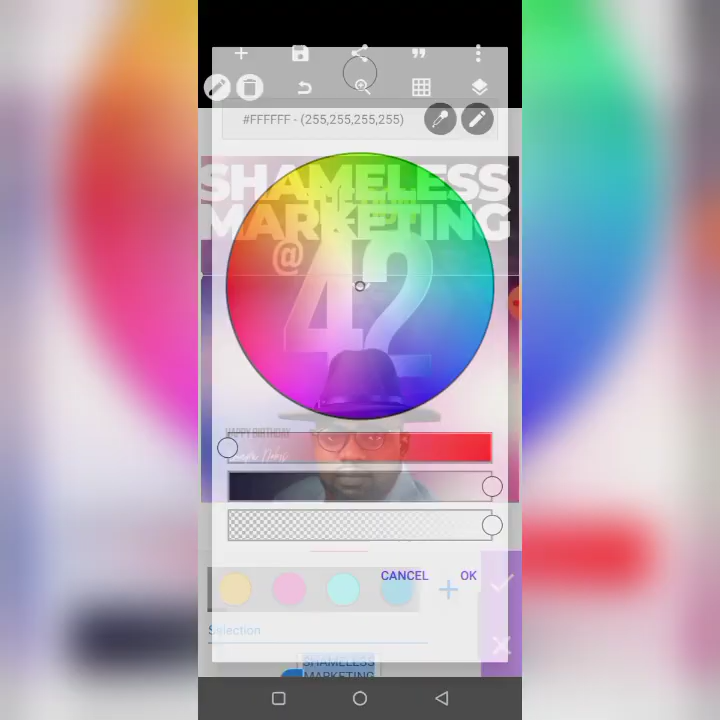 #FFFFFF - (255,255,255,255)
SHAMELESS
MARKETING
@
42
HAPPY BIRTHDAY
CANCEL OK
Selection
SHAMELESS
MARKETING